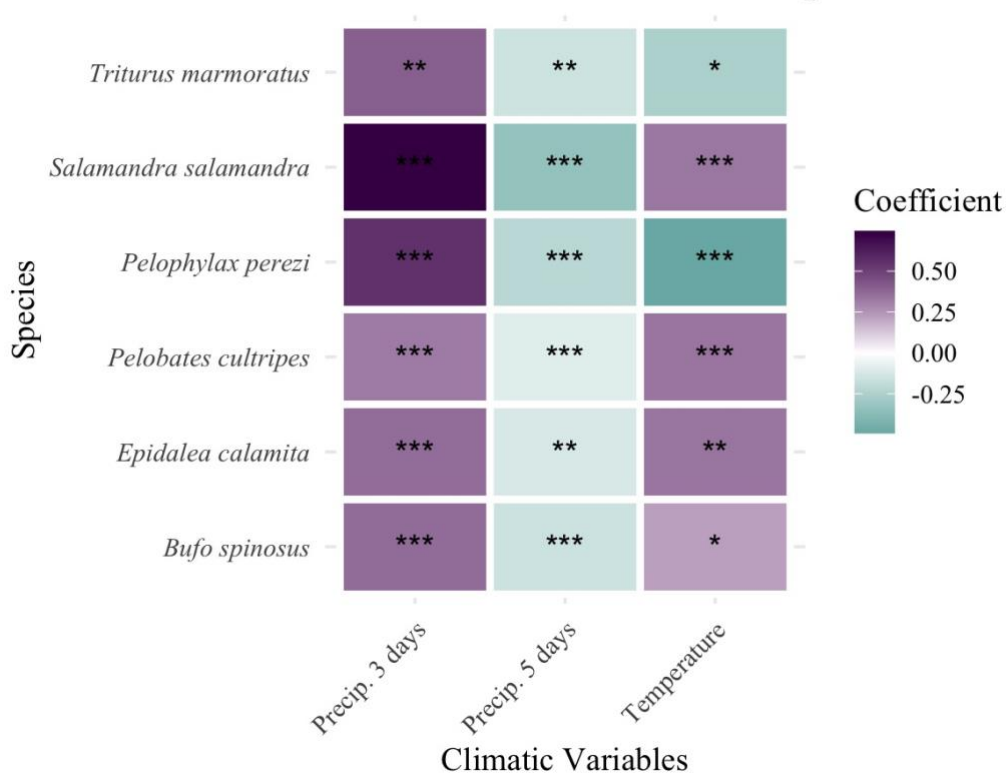 Species
Triturus marmoratus ** ** *
Salamandra salamandra *** *** ***
Pelophylax perezi *** *** ***
Pelobates cultripes *** *** ***
Epidalea calamita *** ** **
Bufo spinosus *** *** *
Precip. 3 days
Precip. 5 days
Temperature
Climatic Variables
Coefficient
0.50
0.25
0.00
-0.25